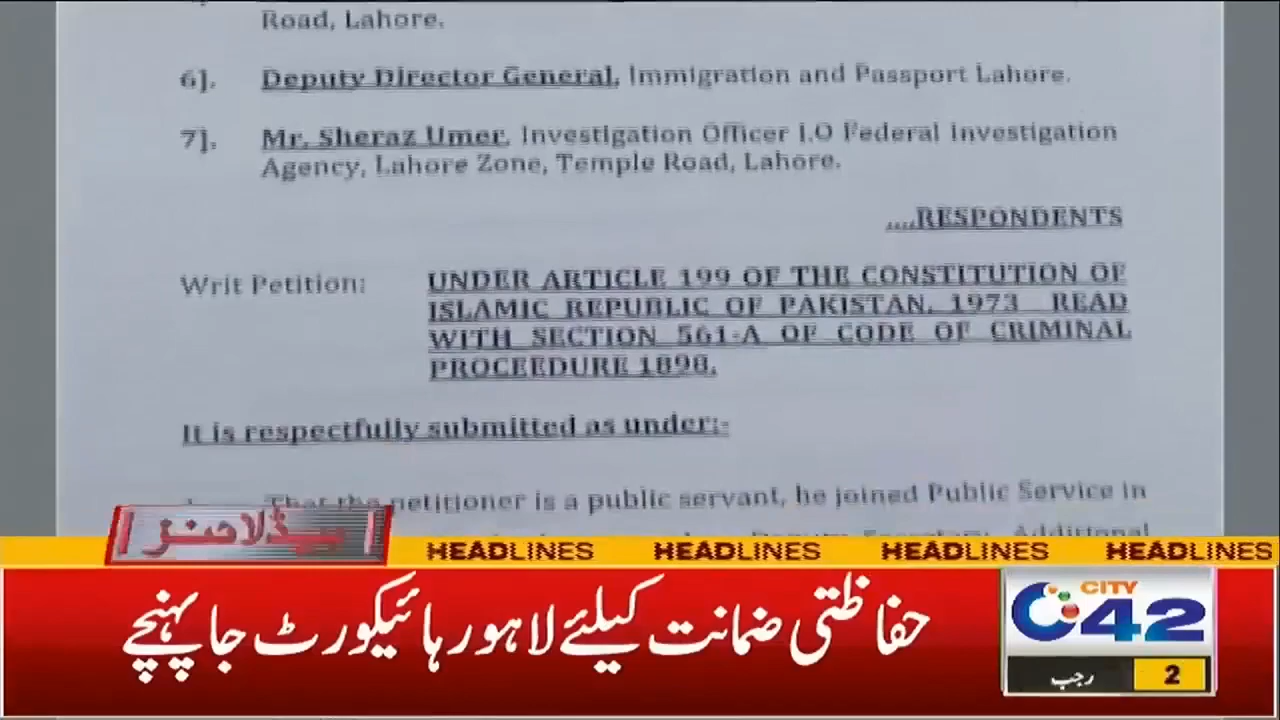 Road, Lahore.
6]. Deputy Director General, Immigration and Passport Lahore.
7]. Mr. Sheraz Umer, Investigation Officer I.O Federal Investigation
Agency, Lahore Zone, Temple Road, Lahore.
....RESPONDENTS
Writ Petition: UNDER ARTICLE 199 OF THE CONSTITUTION OF
ISLAMIC REPUBLIC OF PAKISTAN, 1973 READ
WITH SECTION 561-A OF CODE OF CRIMINAL
PROCEEDURE 1898.
It is respectfully submitted as under:-
That the petitioner is a public servant, he joined Public Service in
Deputy Secretary, Additional
ہیڈلائنز
HEADLINES HEADLINES HEADLINES HEADLINES
حفاظتی ضمانت کیلئے لاہور ہائیکورٹ جا پہنچے
CITY
42
2 رجب